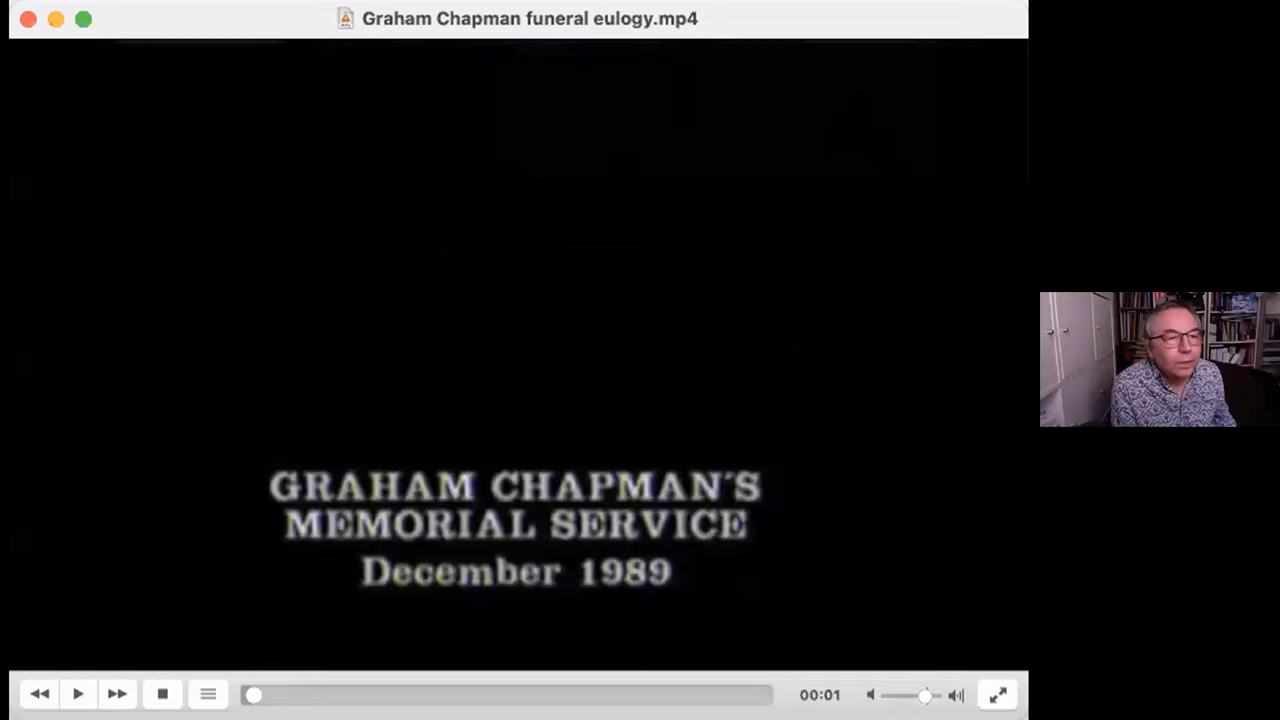 Graham Chapman funeral eulogy.mp4
GRAHAM CHAPMAN'S
MEMORIAL SERVICE
December 1989
00:01